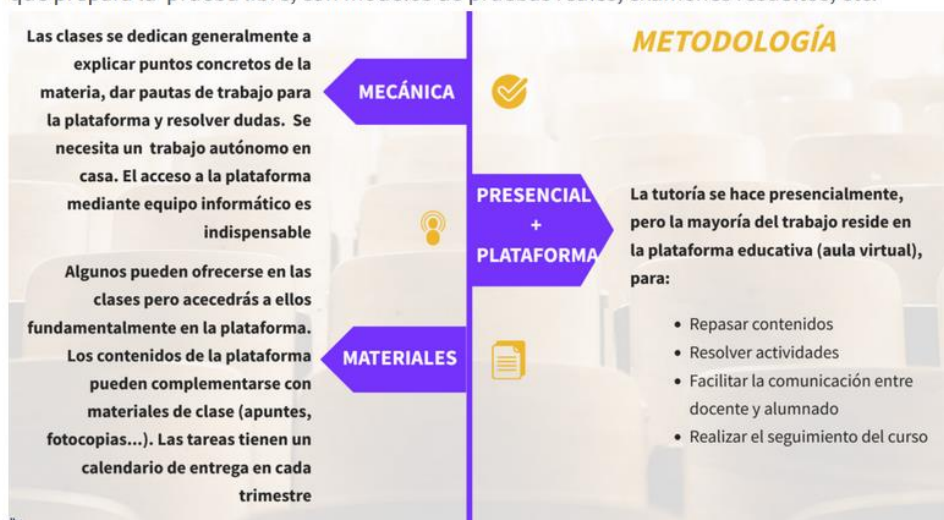 METODOLOGÍA
Las clases se dedican generalmente a
explicar puntos concretos de la
materia, dar pautas de trabajo para
la plataforma y resolver dudas. Se
necesita un trabajo autónomo en
casa. El acceso a la plataforma
mediante equipo informático es
indispensable
MECÁNICA
PRESENCIAL
+
PLATAFORMA
La tutoría se hace presencialmente,
pero la mayoría del trabajo reside en
la plataforma educativa (aula virtual),
para:
• Repasar contenidos
• Resolver actividades
• Facilitar la comunicación entre
docente y alumnado
• Realizar el seguimiento del curso
Algunos pueden ofrecerse en las
clases pero acecedrás a ellos
fundamentalmente en la plataforma.
Los contenidos de la plataforma
pueden complementarse con
materiales de clase (apuntes,
fotocopias...). Las tareas tienen un
calendario de entrega en cada
trimestre
MATERIALES